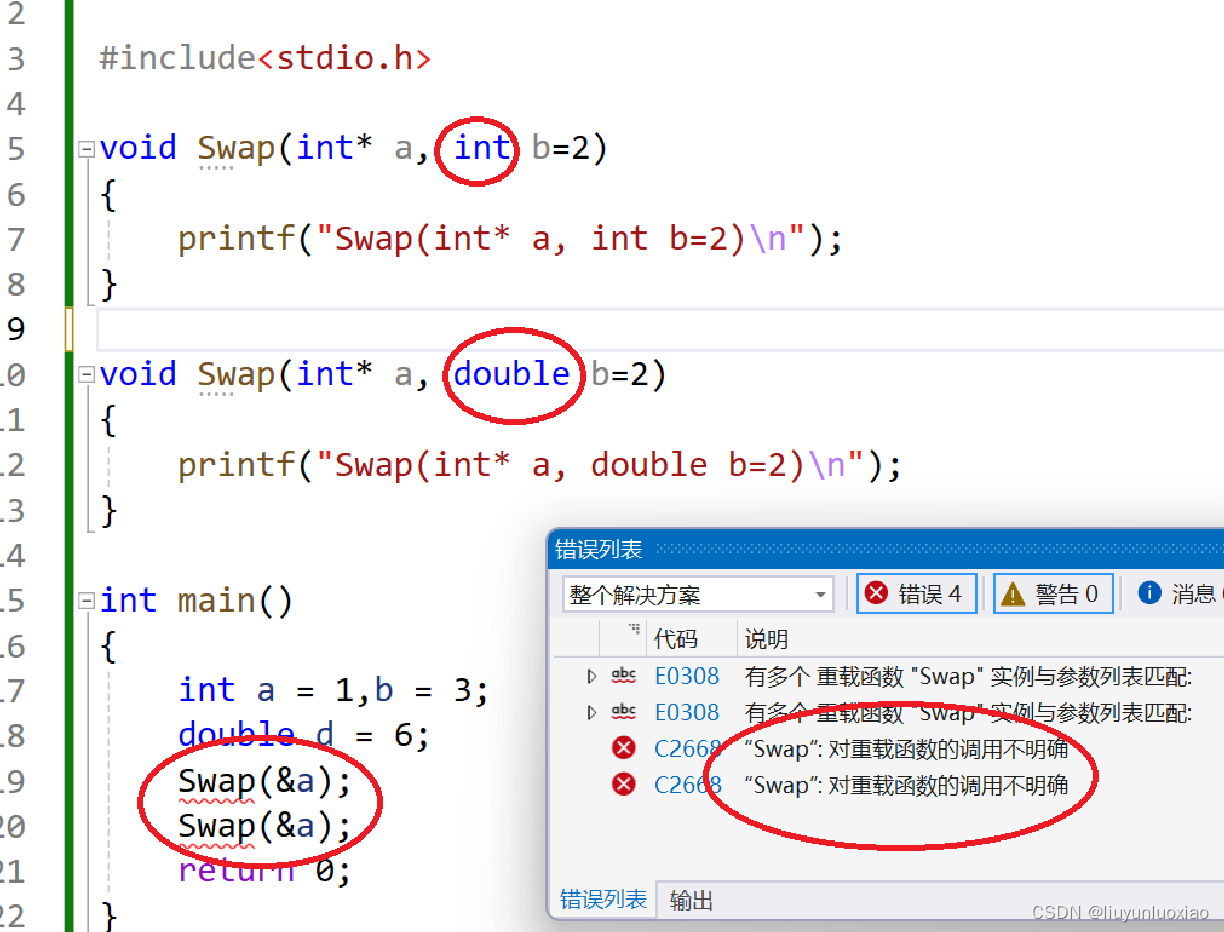 2
3 #include<stdio.h>
4
5 void Swap(int* a, int b=2)
6 {
7 printf("Swap(int* a, int b=2)\n");
8 }
9
10 void Swap(int* a, double b=2)
11 {
12 printf("Swap(int* a, double b=2)\n");
13 }
14
15 int main()
16 {
17 int a = 1,b = 3;
18 double d = 6;
19 Swap(&a);
20 Swap(&a);
21 return 0;
22 }
错误列表
整个解决方案 错误 4 警告 0 消息
代码 说明
abc E0308 有多个 重载函数 "Swap" 实例与参数列表匹配:
abc E0308 有多个 重载函数 "Swap" 实例与参数列表匹配:
C2668 “Swap”: 对重载函数的调用不明确
C2668 “Swap”: 对重载函数的调用不明确
错误列表 输出
CSDN @liuyunluoxiao